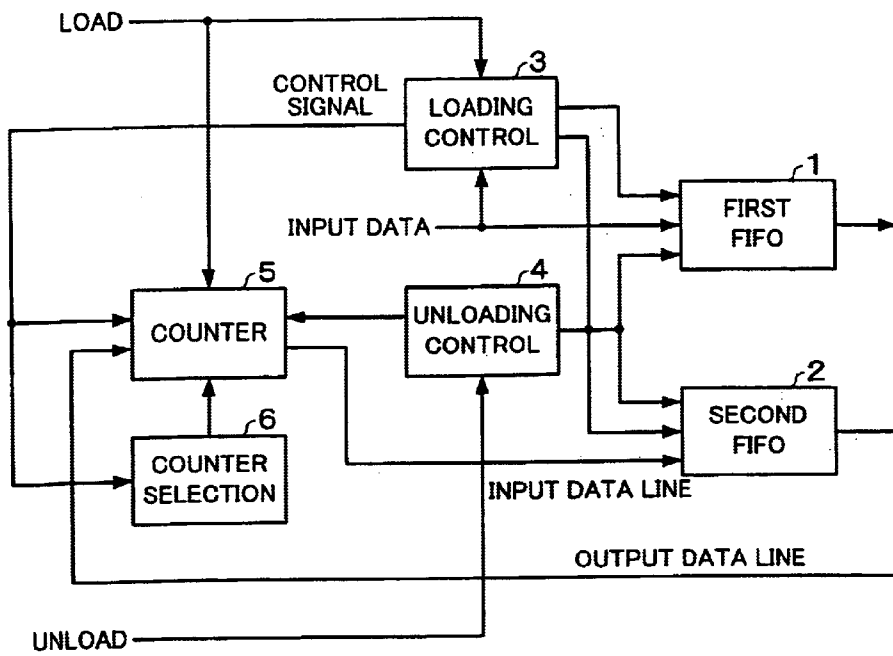 LOAD
3
CONTROL
SIGNAL
LOADING
CONTROL
1
FIRST
FIFO
INPUT DATA
5
COUNTER
4
UNLOADING
CONTROL
2
SECOND
FIFO
6
COUNTER
SELECTION
INPUT DATA LINE
OUTPUT DATA LINE
UNLOAD